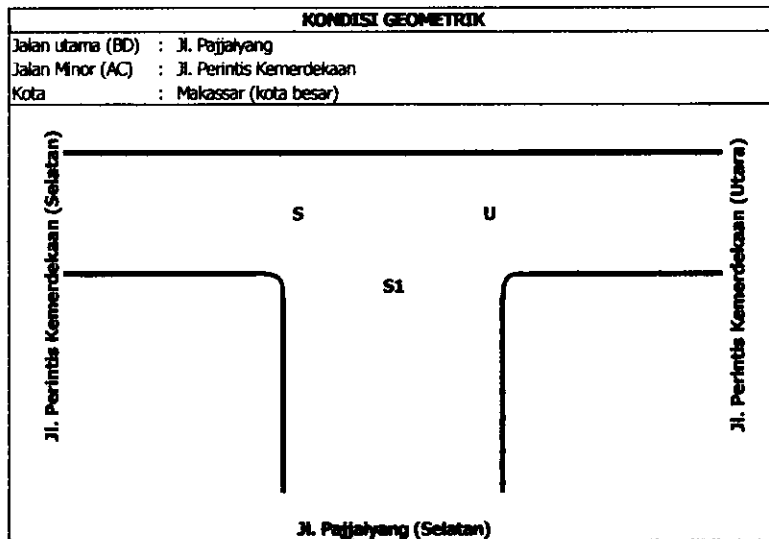 KONDISI GEOMETRIK
Jalan utama (BD) : Jl. Pajjaiyang
Jalan Minor (AC) : Jl. Perintis Kemerdekaan
Kota : Makassar (kota besar)
Jl. Perintis Kemerdekaan (Selatan)
S
U
S1
Jl. Perintis Kemerdekaan (Utara)
Jl. Pajjaiyang (Selatan)